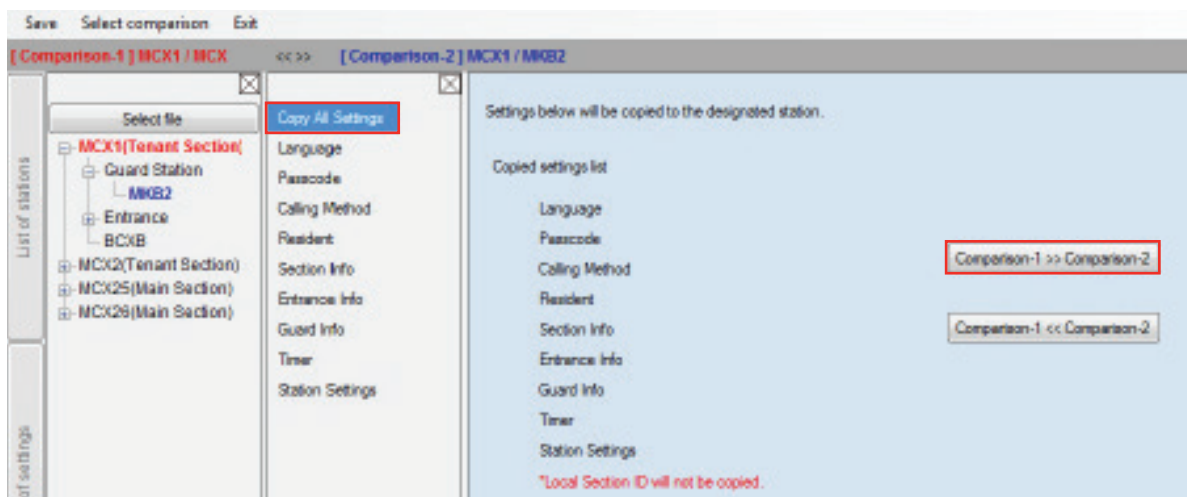 Save Select comparison Exit
[ Comparison-1 ] MCX1 / MCX << >> [ Comparison-2 ] MCX1 / MKB2
List of stations
of settings
Select file
MCX1(Tenant Section(
Guard Station
MKB2
Entrance
BCXB
MCX2(Tenant Section)
MCX25(Main Section)
MCX26(Main Section)
Copy All Settings
Language
Passcode
Calling Method
Resident
Section Info
Entrance Info
Guard Info
Timer
Station Settings
Settings below will be copied to the designated station.
Copied settings list
Language
Passcode
Calling Method
Resident
Section Info
Entrance Info
Guard Info
Timer
Station Settings
*Local Section ID will not be copied.
Comparison-1 >> Comparison-2
Comparison-1 << Comparison-2